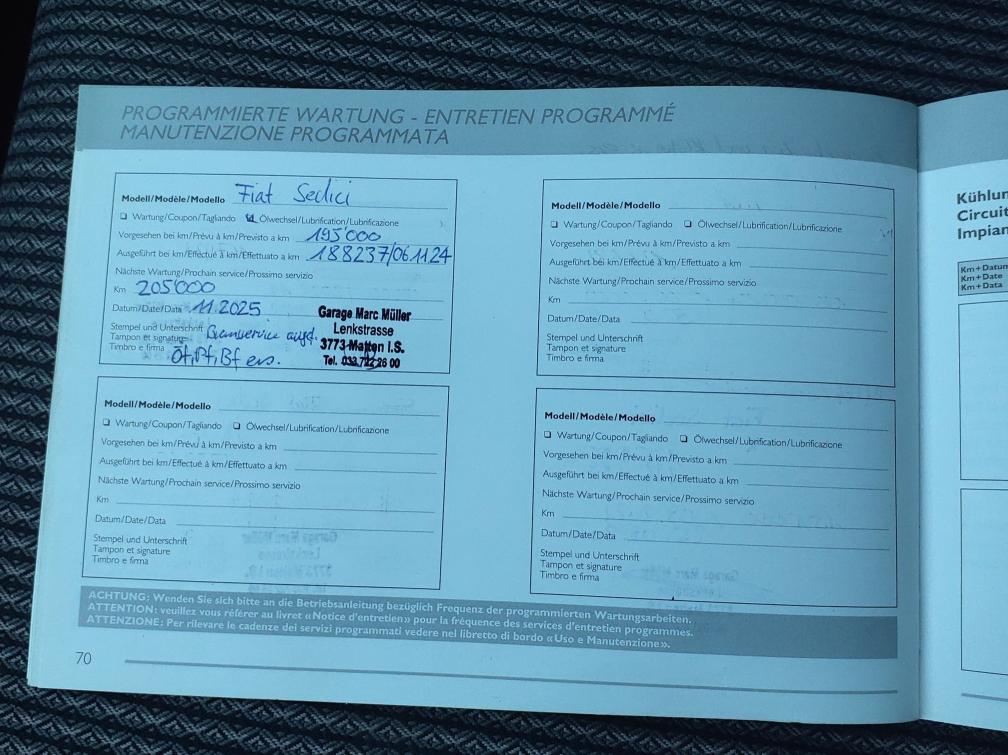 PROGRAMMIERTE WARTUNG - ENTRETIEN PROGRAMMÉ
MANUTENZIONE PROGRAMMATA
Modell/Modèle/Modello Fiat Sedici
Wartung/Coupon/Tagliando Ölwechsel/Lubrification/Lubrificazione
Vorgesehen bei km/Prévu à km/Previsto a km 195'000
Ausgeführt bei km/Effectué à km/Effettuato a km 188237/061124
Nächste Wartung/Prochain service/Prossimo servizio
Km 205'000
Datum/Date/Data 11.2025
Stempel und Unterschrift
Tampon et signature
Timbro e firma
Öf, Pf, Bf ers.
Garage Marc Müller
Lenkstrasse
3773 Matten I.S.
Tel. 033 722 26 00
Modell/Modèle/Modello
Wartung/Coupon/Tagliando Ölwechsel/Lubrification/Lubrificazione
Vorgesehen bei km/Prévu à km/Previsto a km
Ausgeführt bei km/Effectué à km/Effettuato a km
Nächste Wartung/Prochain service/Prossimo servizio
Km
Datum/Date/Data
Stempel und Unterschrift
Tampon et signature
Timbro e firma
Modell/Modèle/Modello
Wartung/Coupon/Tagliando Ölwechsel/Lubrification/Lubrificazione
Vorgesehen bei km/Prévu à km/Previsto a km
Ausgeführt bei km/Effectué à km/Effettuato a km
Nächste Wartung/Prochain service/Prossimo servizio
Km
Datum/Date/Data
Stempel und Unterschrift
Tampon et signature
Timbro e firma
Modell/Modèle/Modello
Wartung/Coupon/Tagliando Ölwechsel/Lubrification/Lubrificazione
Vorgesehen bei km/Prévu à km/Previsto a km
Ausgeführt bei km/Effectué à km/Effettuato a km
Nächste Wartung/Prochain service/Prossimo servizio
Km
Datum/Date/Data
Stempel und Unterschrift
Tampon et signature
Timbro e firma
ACHTUNG: Wenden Sie sich bitte an die Betriebsanleitung bezüglich Frequenz der programmierten Wartungsarbeiten.
ATTENTION: veuillez vous référer au livret «Notice d'entretien» pour la fréquence des services d'entretien programmes.
ATTENZIONE: Per rilevare le cadenze dei servizi programmati vedere nel libretto di bordo «Uso e Manutenzione».
70
Kühlun
Circuit
Impian
Km+Datum
Km+Date
Km+Data